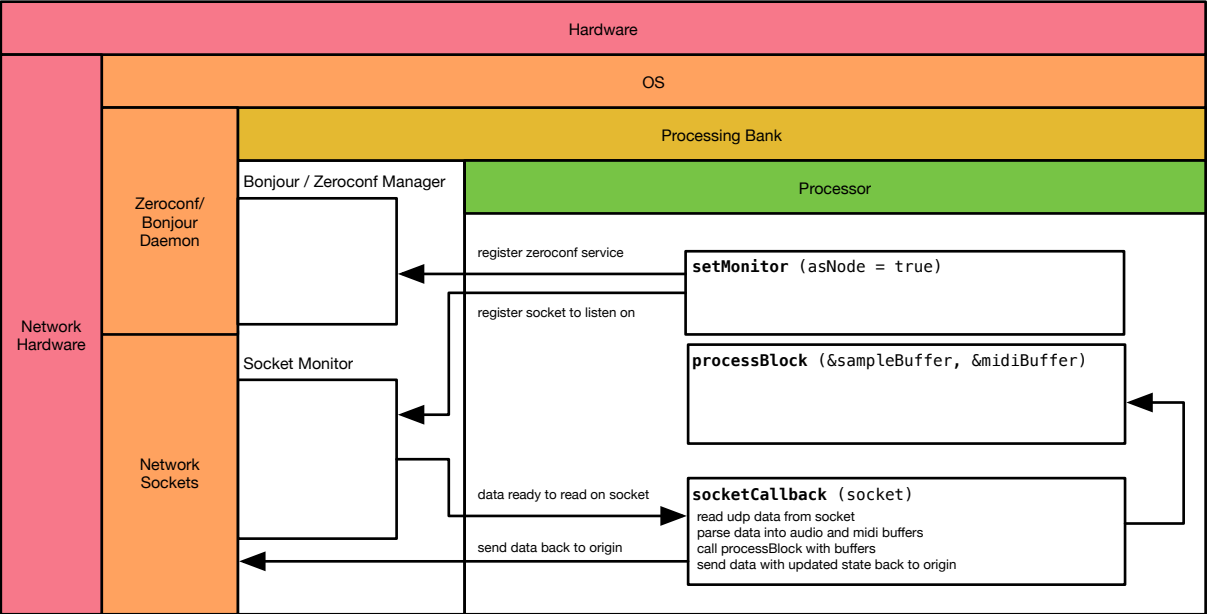 Hardware
OS
Processing Bank
Bonjour / Zeroconf Manager
Processor
Zeroconf/
Bonjour
Daemon
register zeroconf service
setMonitor (asNode = true)
register socket to listen on
Network
Hardware
Socket Monitor
processBlock (&sampleBuffer, &midiBuffer)
Network
Sockets
data ready to read on socket
socketCallback (socket)
read udp data from socket
parse data into audio and midi buffers
call processBlock with buffers
send data with updated state back to origin
send data back to origin